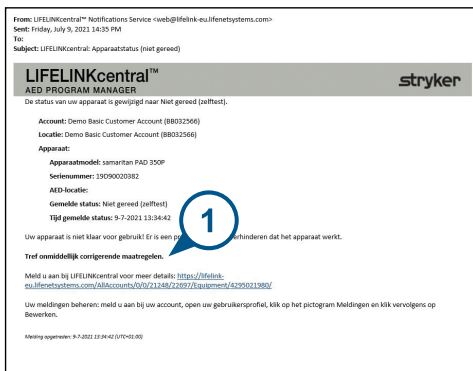 From: LIFELINKcentral™ Notifications Service <web@lifelink-eu.lifenetsystems.com>
Sent: Friday, July 9, 2021 14:35 PM
To:
Subject: LIFELINKcentral: Apparaatstatus (niet gereed)
LIFELINKcentral™
AED PROGRAM MANAGER
stryker
De status van uw apparaat is gewijzigd naar Niet gereed (zelftest).
Account: Demo Basic Customer Account (BB032566)
Locatie: Demo Basic Customer Account (BB032566)
Apparaat:
Apparaatmodel: samaritan PAD 350P
Serienummer: 19D90020382
AED-locatie:
Gemelde status: Niet gereed (zelftest)
Tijd gemelde status: 9-7-2021 13:34:42
1
Uw apparaat is niet klaar voor gebruik! Er is een verhinderen dat het apparaat werkt.
Tref onmiddellijk corrigerende maatregelen.
Meld u aan bij LIFELINKcentral voor meer details: https://lifelink-
eu.lifenetsystems.com/AllAccounts/0/0/21248/22697/Equipment/4295021980/
Uw meldingen beheren: meld u aan bij uw account, open uw gebruikersprofiel, klik op het pictogram Meldingen en klik vervolgens op
Bewerken.
Melding opgetreden: 9-7-2021 13:34:42 (UTC+01:00)